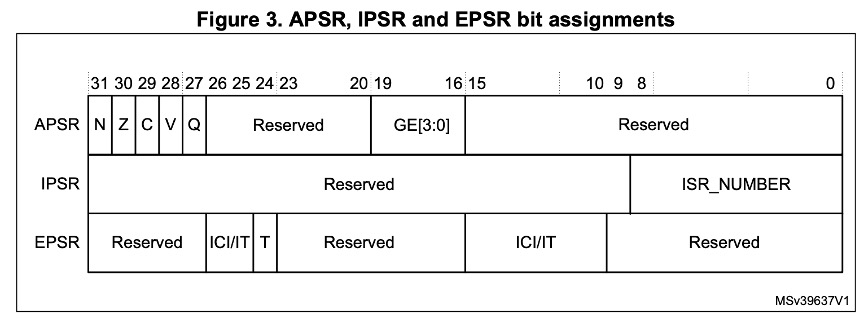 Figure 3. APSR, IPSR and EPSR bit assignments
31 30 29 28 27 26 25 24 23 20 19 16 15 10 9 8 0
APSR N Z C V Q Reserved GE[3:0] Reserved
IPSR Reserved ISR_NUMBER
EPSR Reserved ICI/IT T Reserved ICI/IT Reserved
MSv39637V1